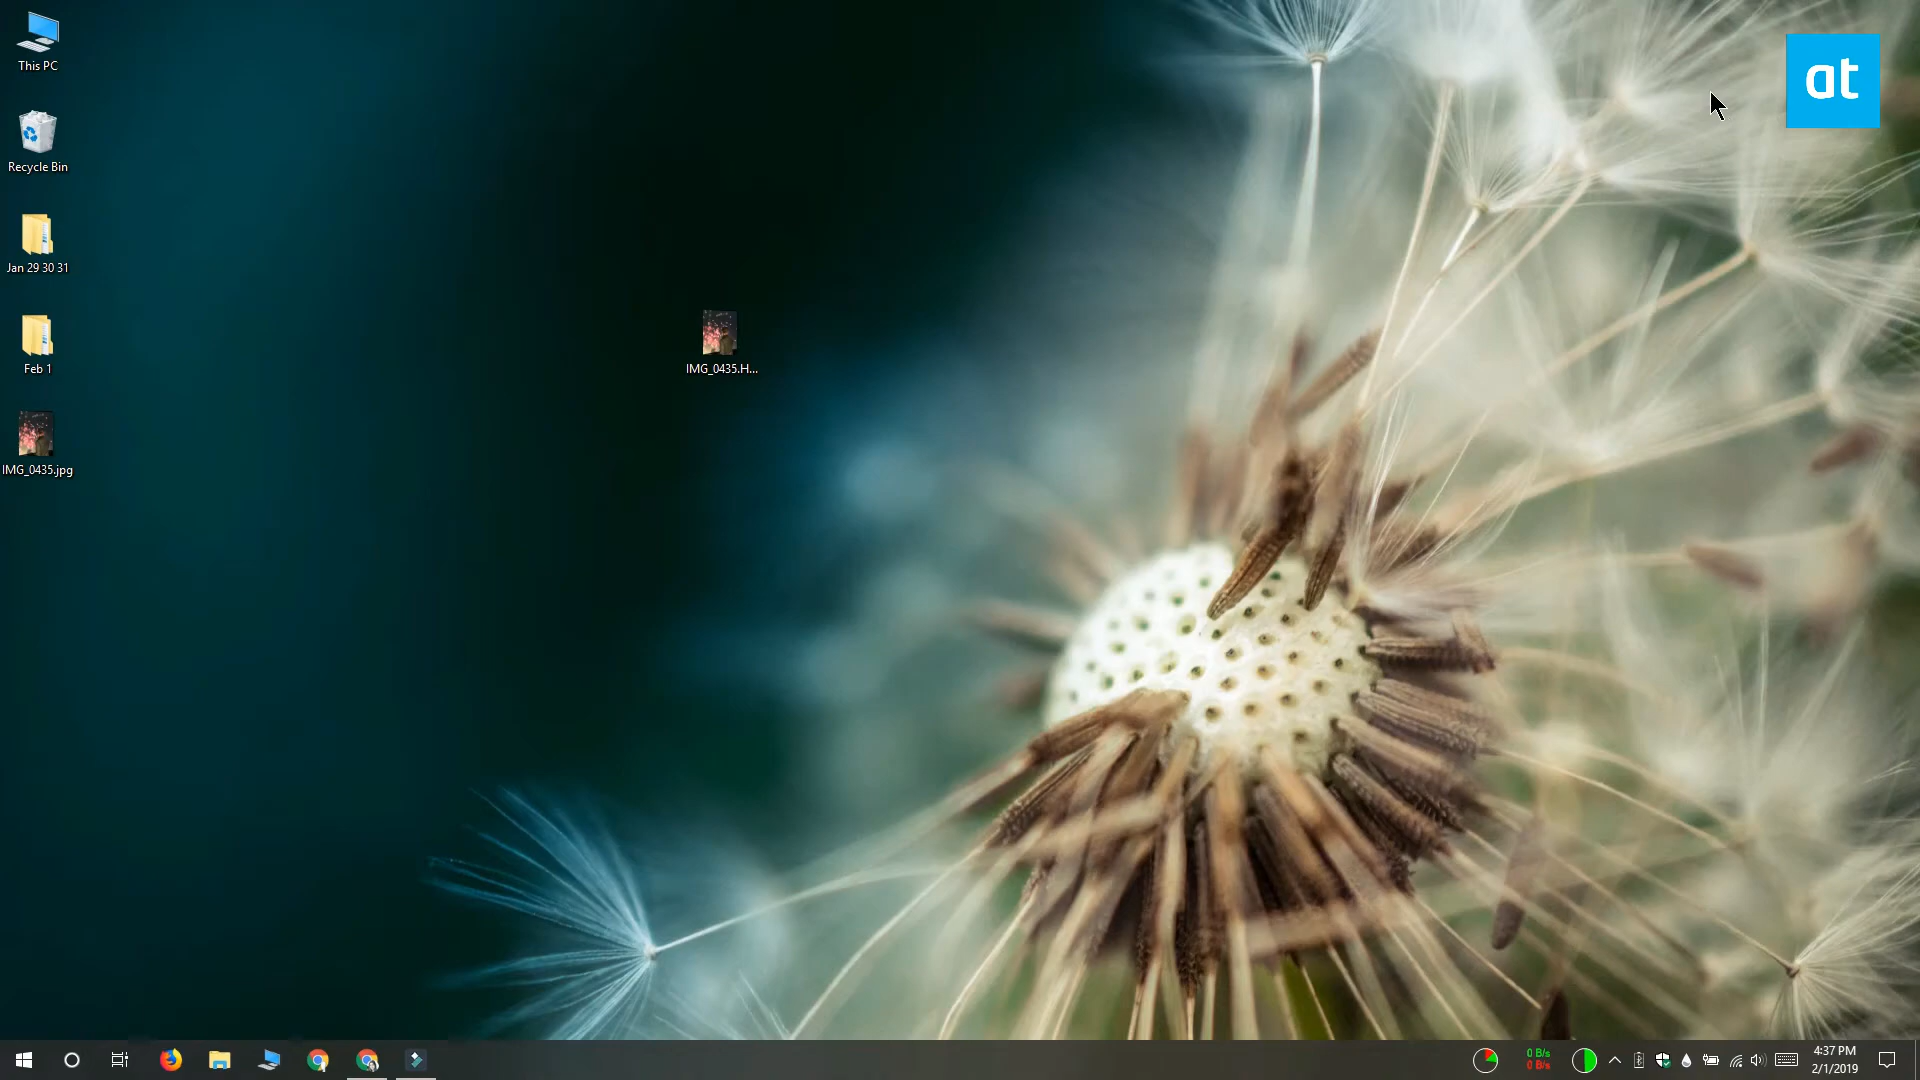 This PC
Recycle Bin
Jan 29 30 31
Feb 1
IMG_0435.jpg
IMG_0435.H...
at
0 B/s
0 B/s
4:37 PM
2/1/2019